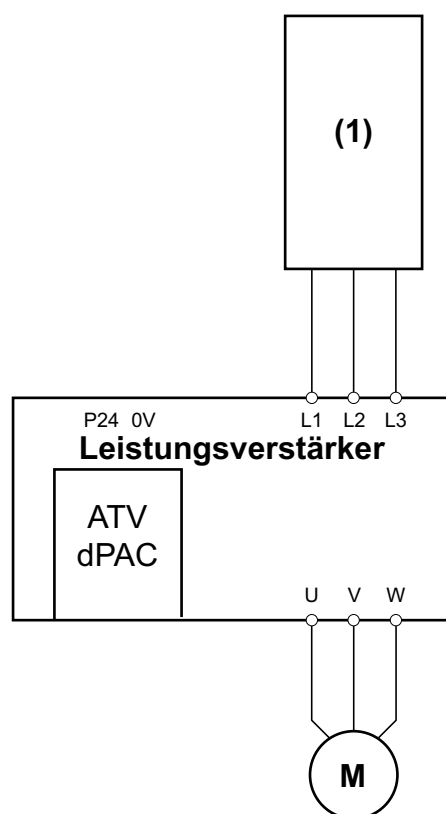 (1)
P24 0V L1 L2 L3
Leistungsverstärker
ATV
dPAC
U V W
M